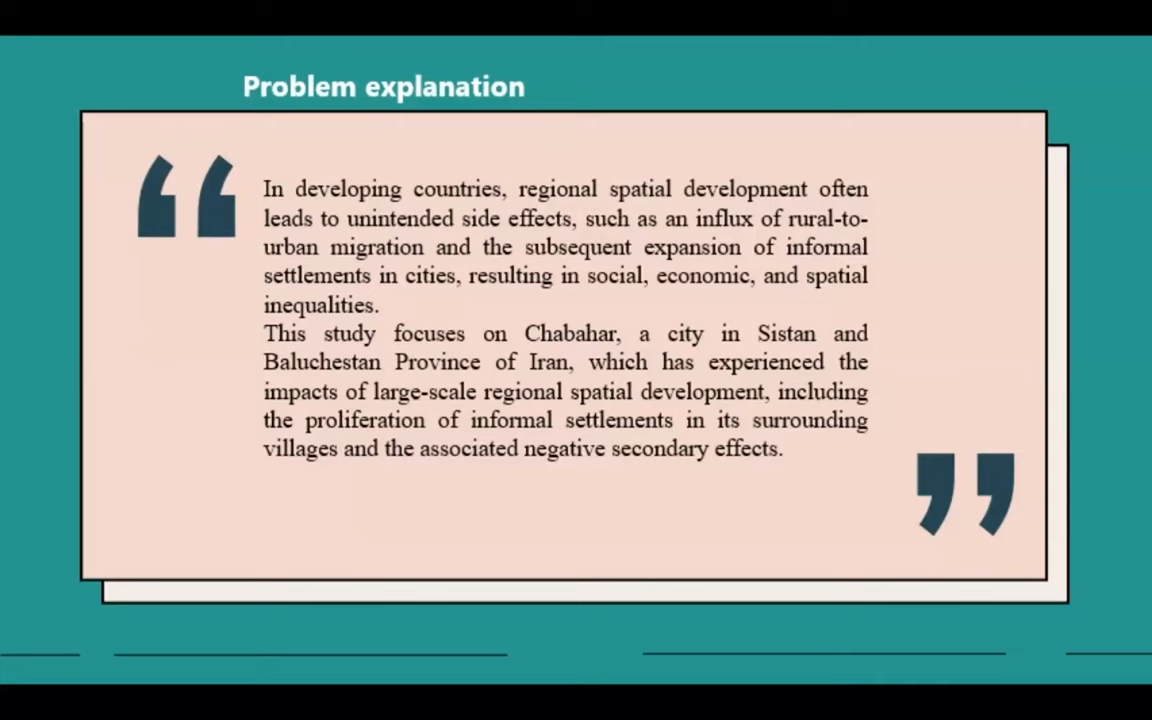 Problem explanation
In developing countries, regional spatial development often
leads to unintended side effects, such as an influx of rural-to-
urban migration and the subsequent expansion of informal
settlements in cities, resulting in social, economic, and spatial
inequalities.
This study focuses on Chabahar, a city in Sistan and
Baluchestan Province of Iran, which has experienced the
impacts of large-scale regional spatial development, including
the proliferation of informal settlements in its surrounding
villages and the associated negative secondary effects.